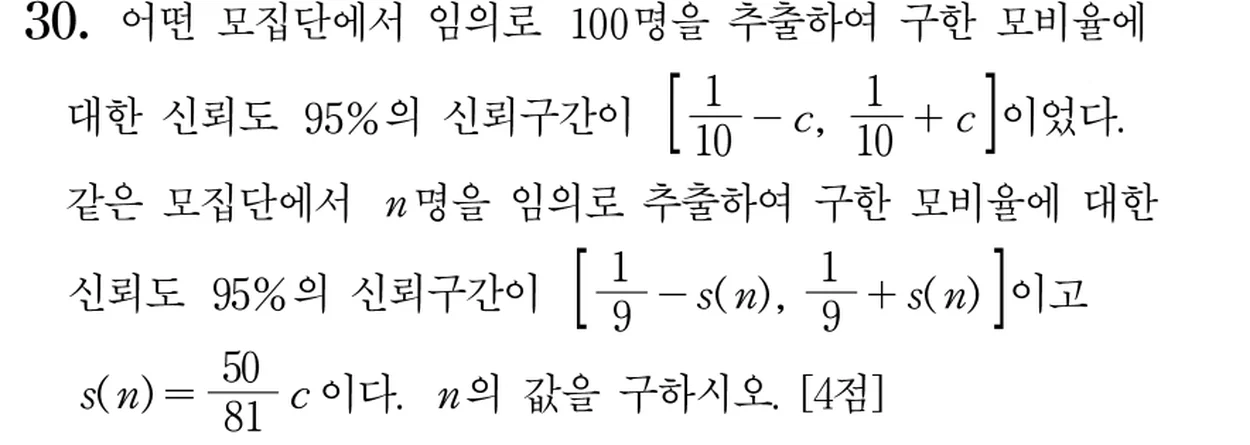 30. 어떤 모집단에서 임의로 100명을 추출하여 구한 모비율에
대한 신뢰도 95%의 신뢰구간이 [1/10 − c, 1/10 + c]이었다.
같은 모집단에서 n명을 임의로 추출하여 구한 모비율에 대한
신뢰도 95%의 신뢰구간이 [1/9 − s(n), 1/9 + s(n)]이고
s(n) = 50/81 c 이다. n의 값을 구하시오. [4점]